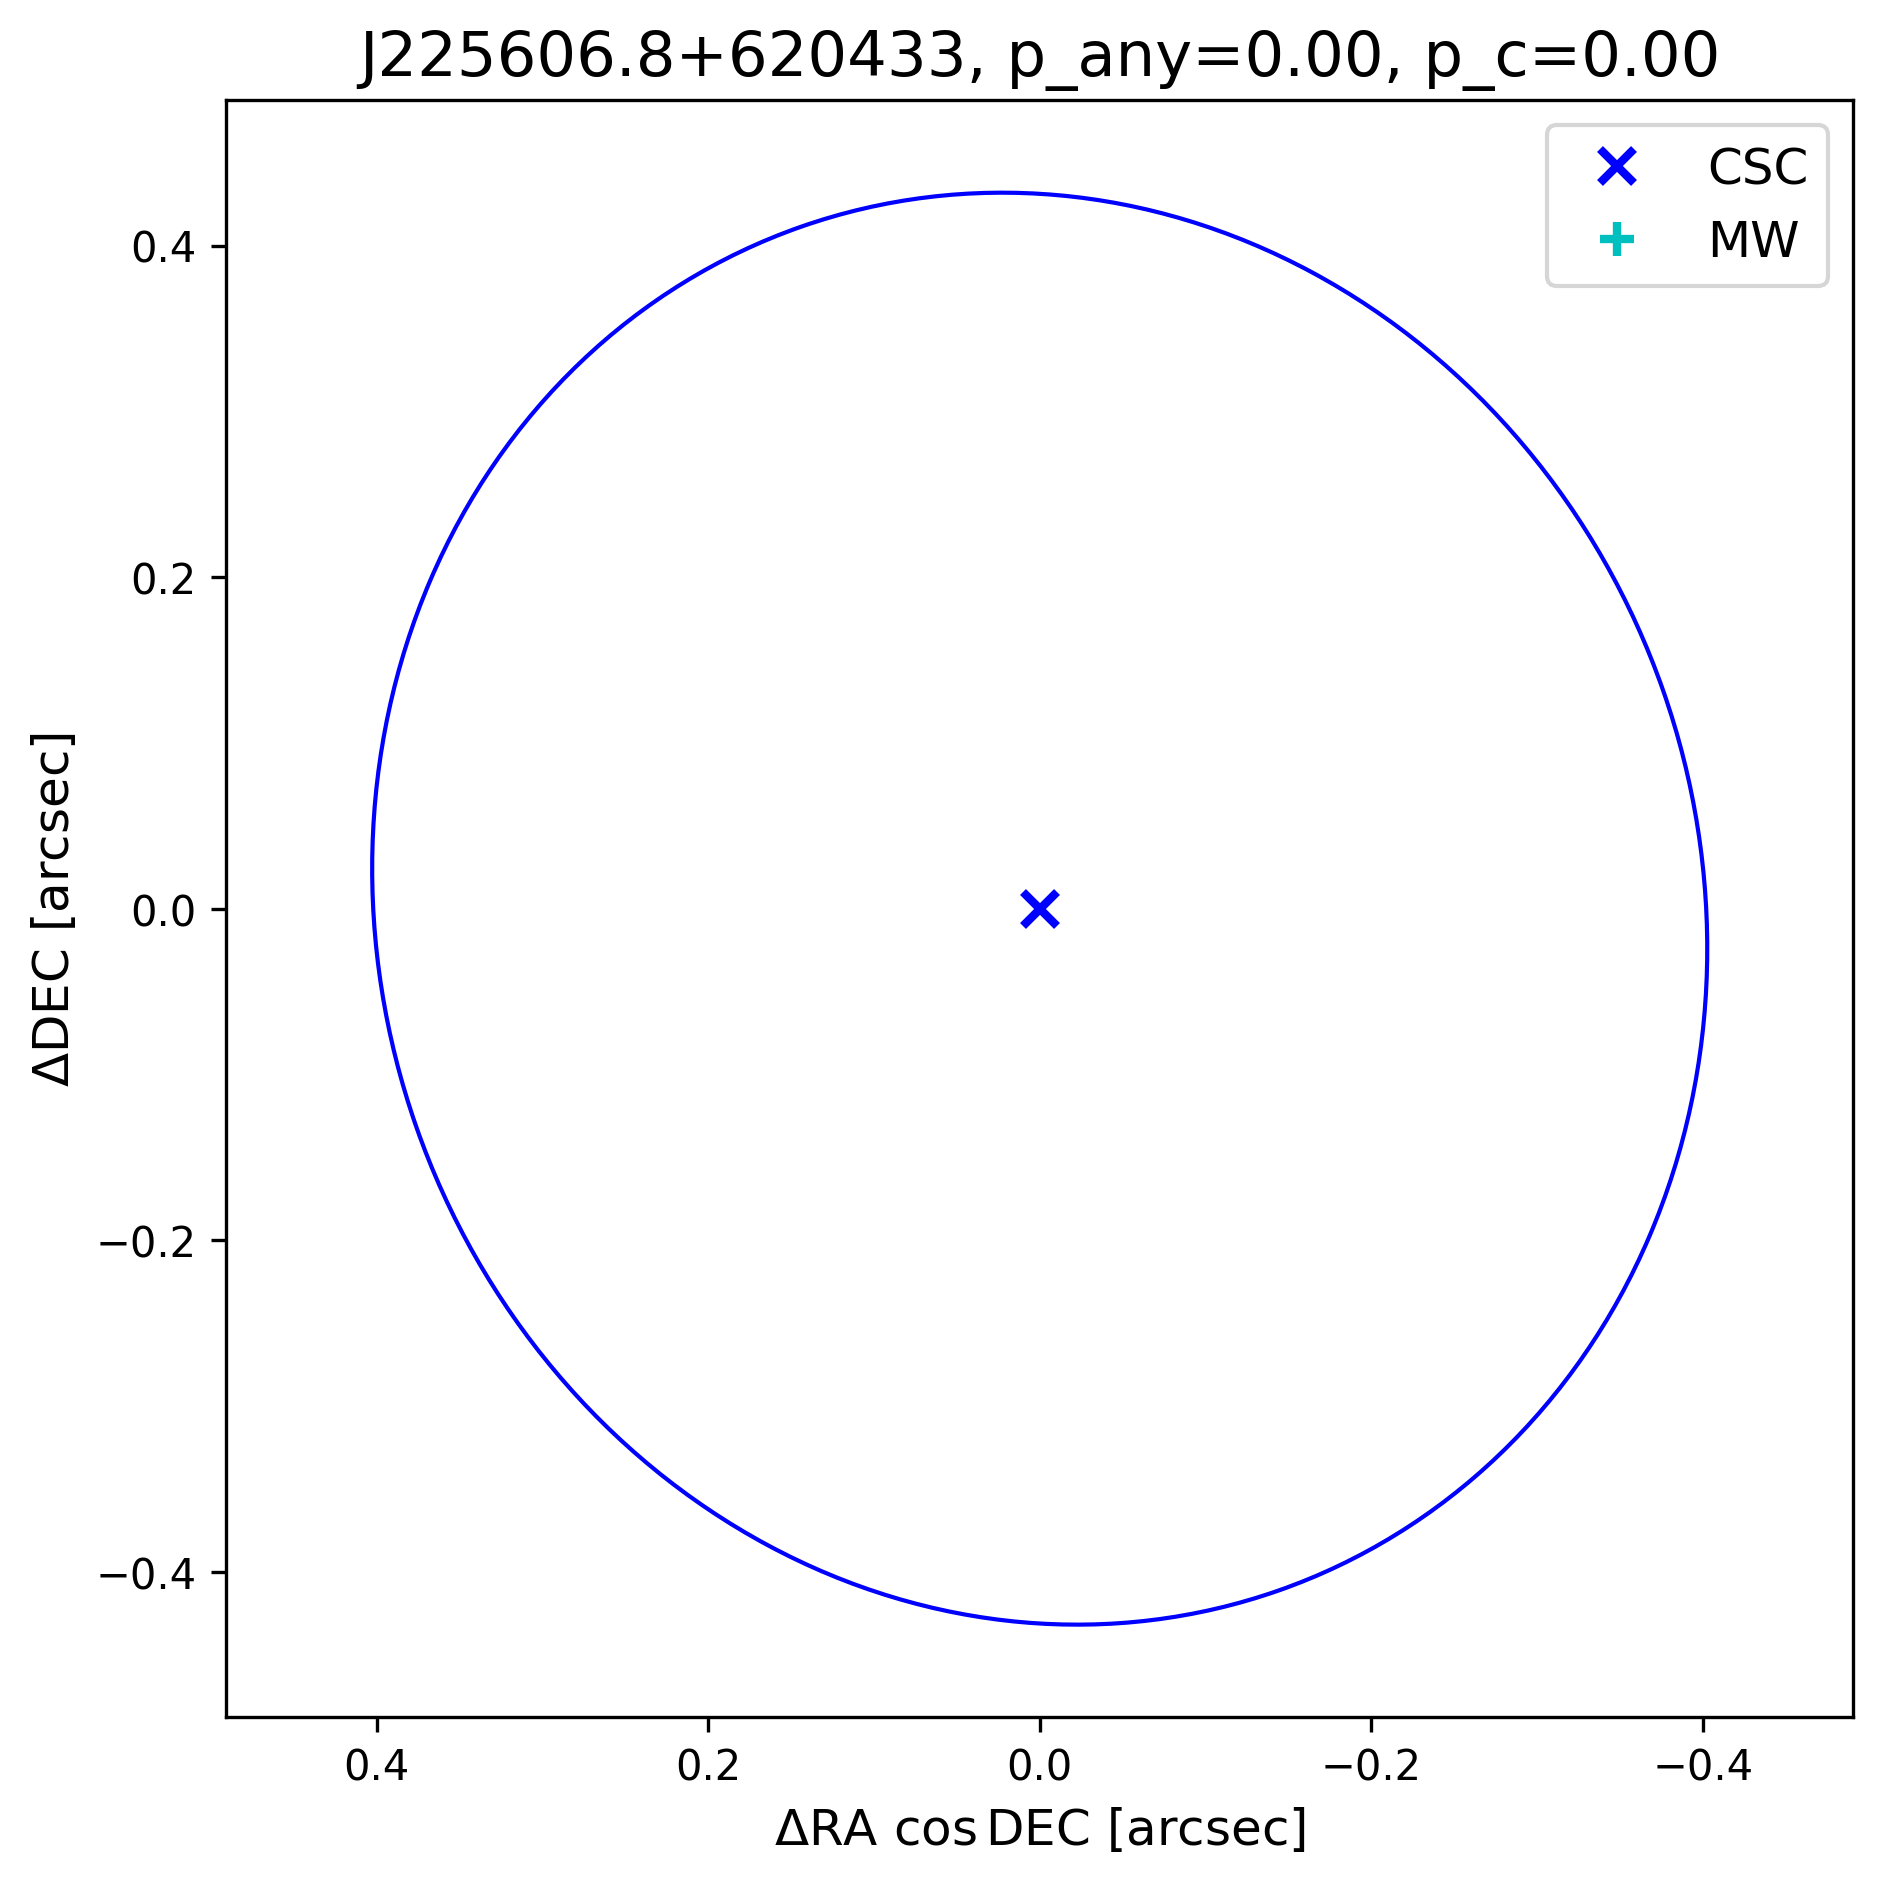 J225606.8+620433, p_any=0.00, p_c=0.00
CSC
MW
0.4
0.2
0.0
−0.2
−0.4
ΔDEC [arcsec]
0.4 0.2 0.0 −0.2 −0.4
ΔRA cos DEC [arcsec]